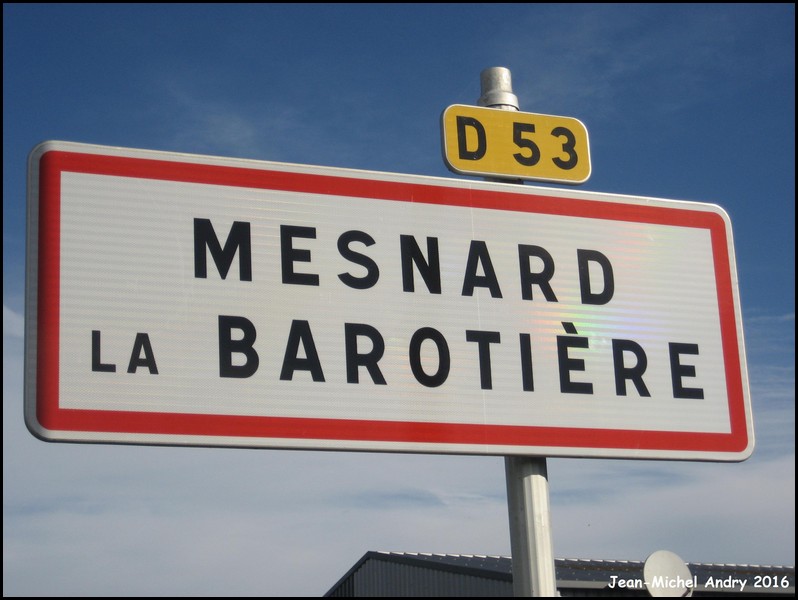 D 53
MESNARD
LA BAROTIÈRE
Jean-Michel Andry 2016